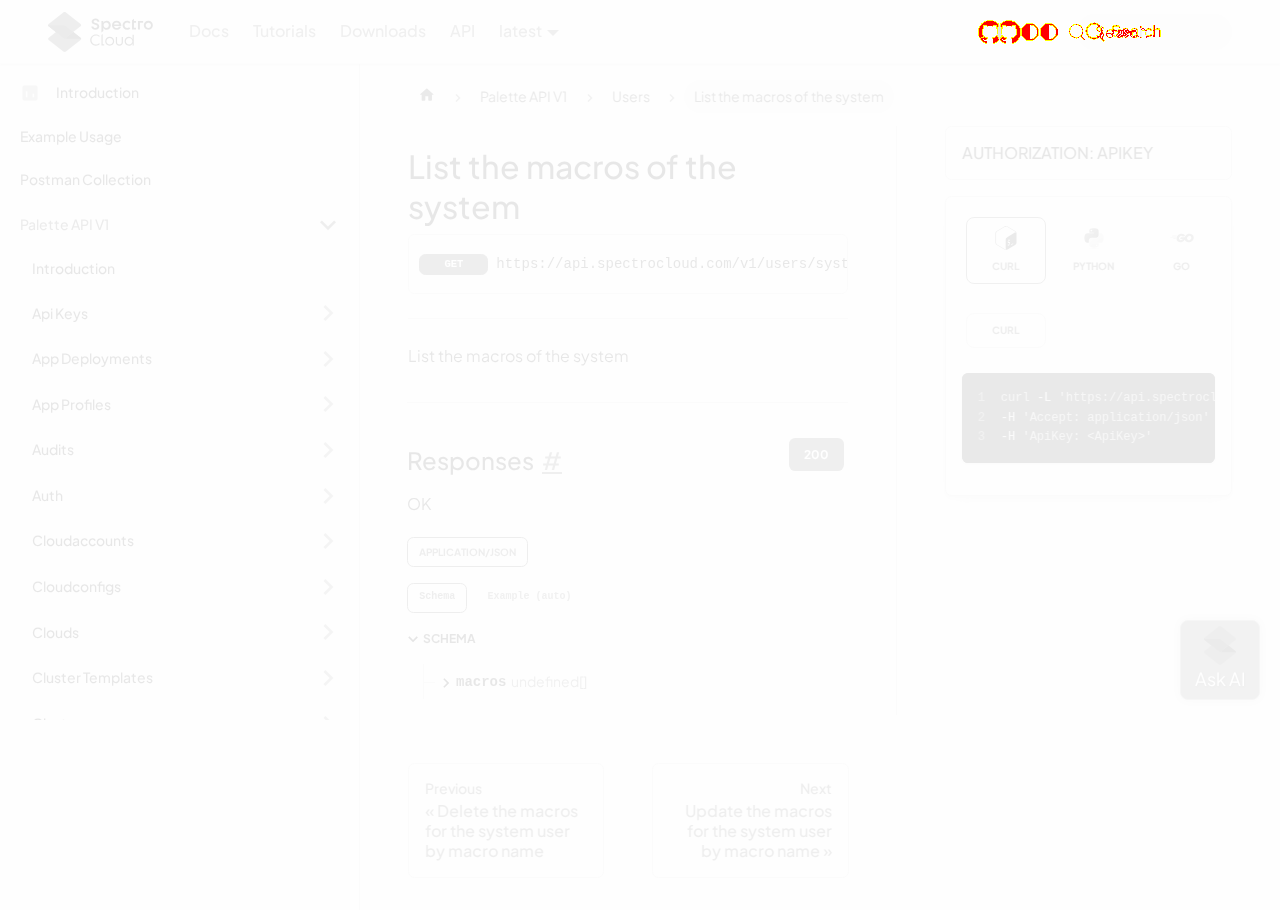 Spectro Cloud
Docs Tutorials Downloads API latest
Introduction
Example Usage
Postman Collection
Palette API V1
Introduction
Api Keys
App Deployments
App Profiles
Audits
Auth
Cloudaccounts
Cloudconfigs
Clouds
Cluster Templates
Palette API V1 Users List the macros of the system
List the macros of the
system
GET https://api.spectrocloud.com/v1/users/syst
List the macros of the system
Responses #
200
OK
APPLICATION/JSON
Schema Example (auto)
SCHEMA
macros undefined[]
Previous
« Delete the macros
for the system user
by macro name
Next
Update the macros
for the system user
by macro name »
AUTHORIZATION: APIKEY
CURL PYTHON GO
CURL
1 curl -L 'https://api.spectrocl
2 -H 'Accept: application/json'
3 -H 'ApiKey: <ApiKey>'
Ask AI